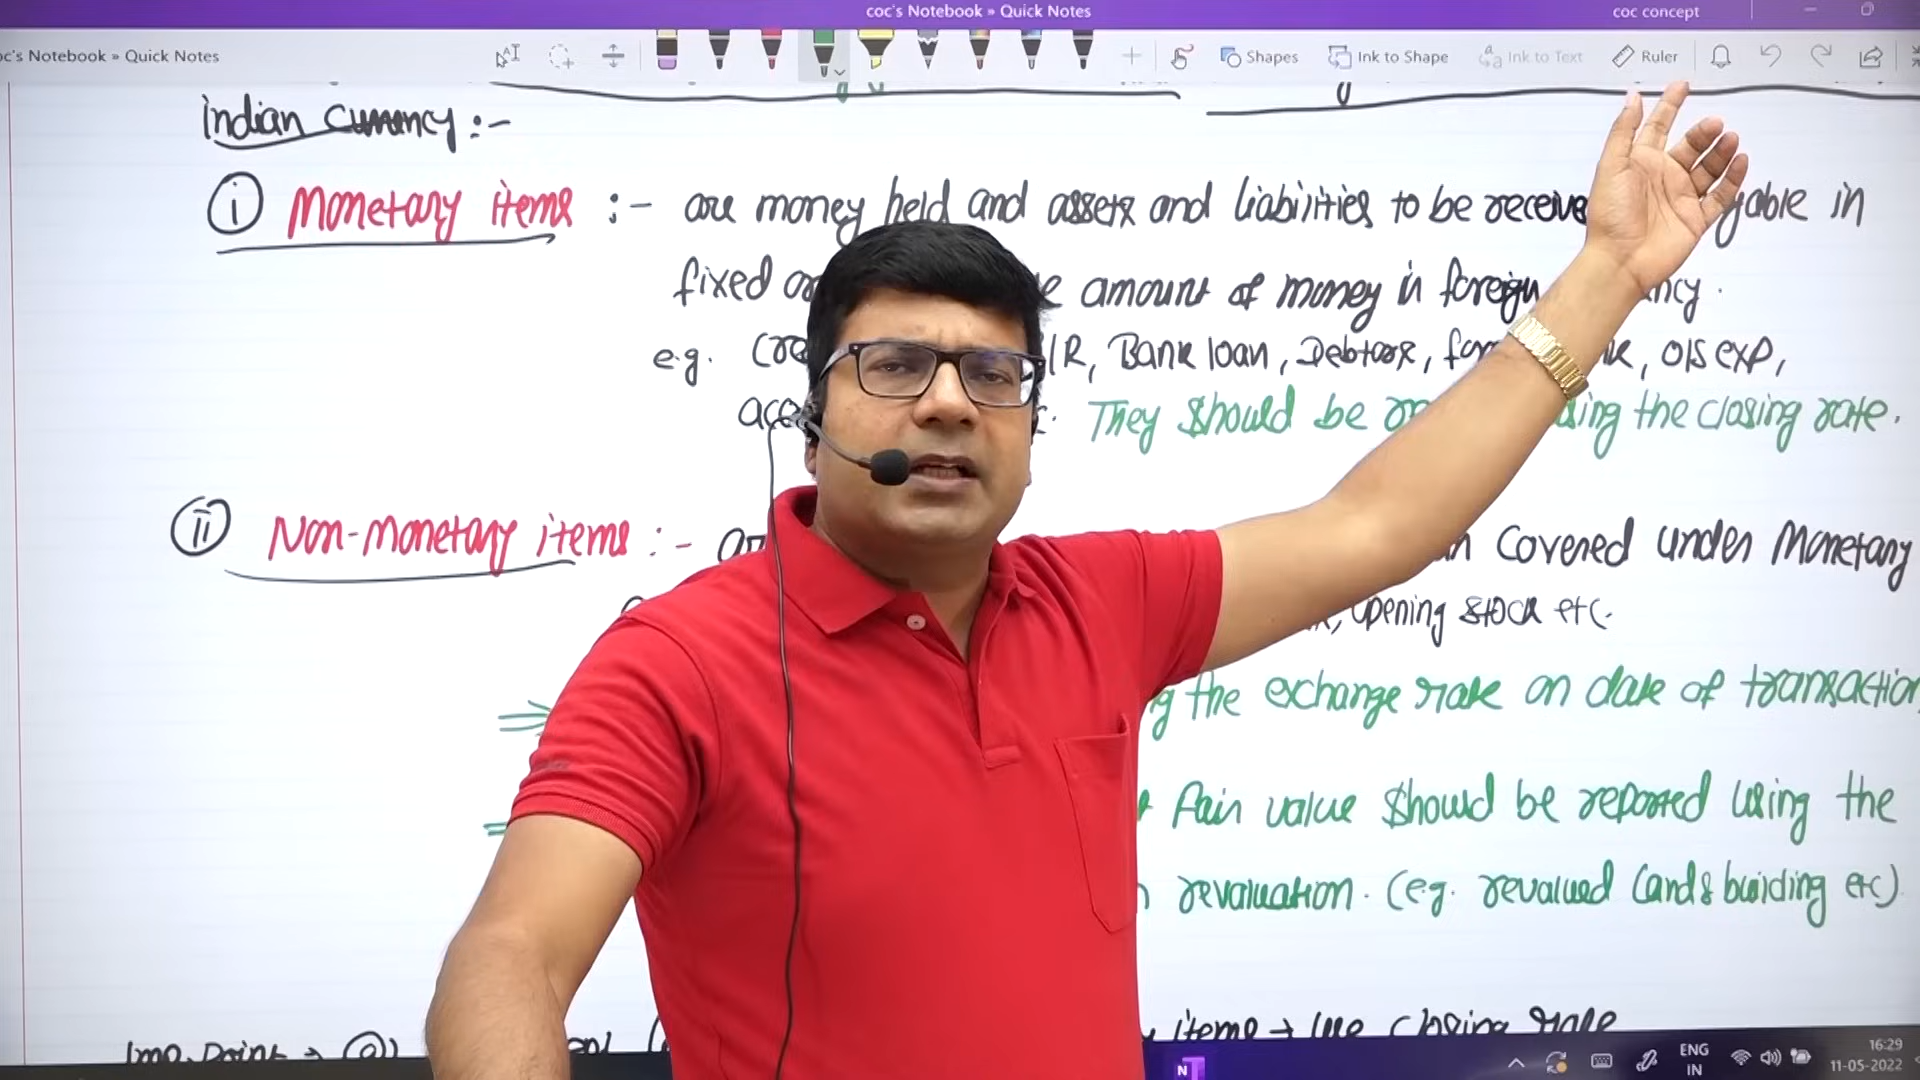 coc's Notebook » Quick Notes
coc concept
oc's Notebook » Quick Notes
Shapes
Ink to Shape
Ink to Text
Ruler
Indian Currency :-
i Monetary items :- are money held and assets and liabilities to be in
fixed amount of money in foreign
e.g. Bank loan, Debtors, O/S exp,
They should be using the closing rate.
ii Non-monetary items :- Covered under Monetary
opening stock etc.
the exchange rate on date of transaction
fair value should be reported using the
revaluation. (e.g. revalued land & building etc)
Imp. point → (a) items → use closing rate
N
ENG
IN
16:29
11-05-2022